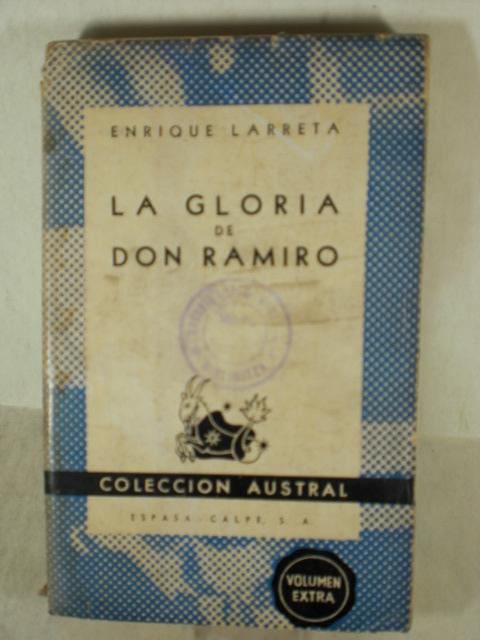 ENRIQUE LARRETA
LA GLORIA
DE
DON RAMIRO
COLECCION AUSTRAL
ESPASA-CALPE, S. A.
VOLUMEN
EXTRA